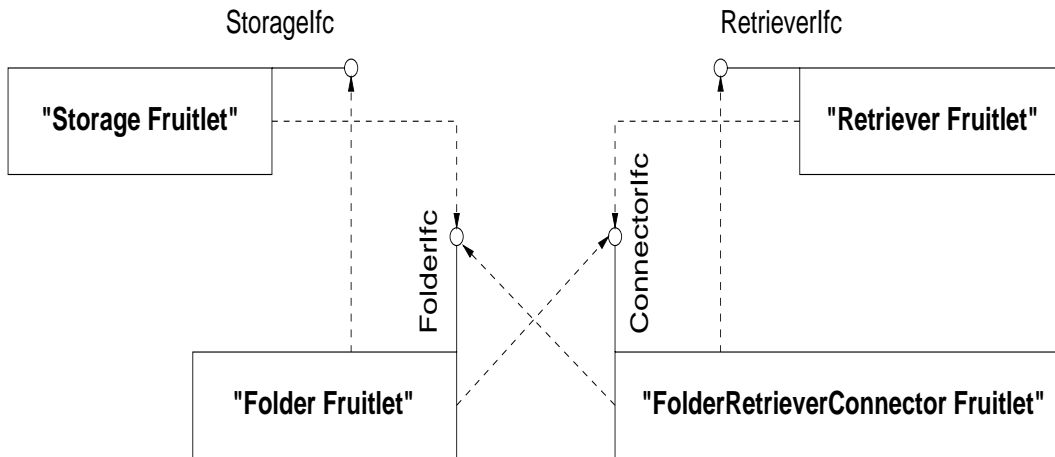 StorageIfc
RetrieverIfc
"Storage Fruitlet"
"Retriever Fruitlet"
FolderIfc
ConnectorIfc
"Folder Fruitlet"
"FolderRetrieverConnector Fruitlet"